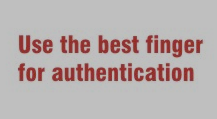 Use the best finger
for authentication